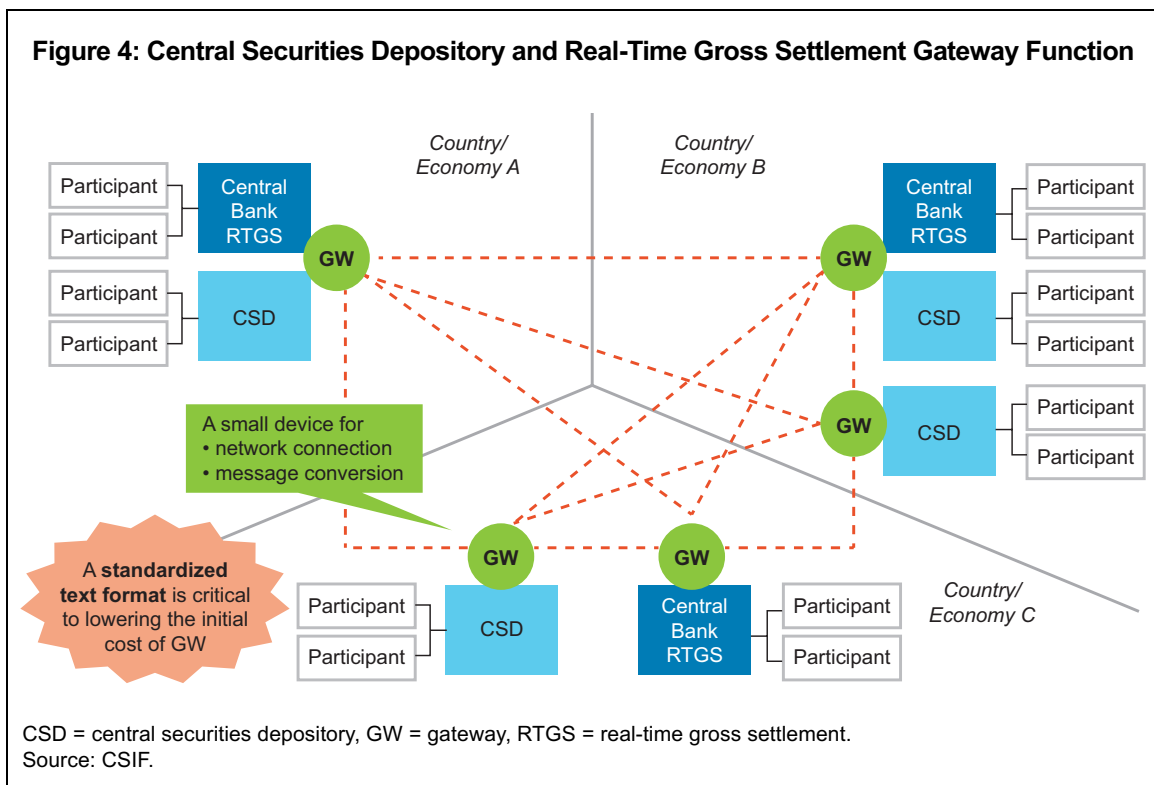 Figure 4: Central Securities Depository and Real-Time Gross Settlement Gateway Function
Country/
Economy A
Country/
Economy B
Participant
Participant
Central
Bank
RTGS
GW
Participant
Participant
CSD
GW
Central
Bank
RTGS
Participant
Participant
CSD
Participant
Participant
GW
CSD
Participant
Participant
A small device for
• network connection
• message conversion
A standardized
text format is critical
to lowering the initial
cost of GW
GW
CSD
Participant
Participant
GW
Central
Bank
RTGS
Participant
Participant
Country/
Economy C
CSD = central securities depository, GW = gateway, RTGS = real-time gross settlement.
Source: CSIF.